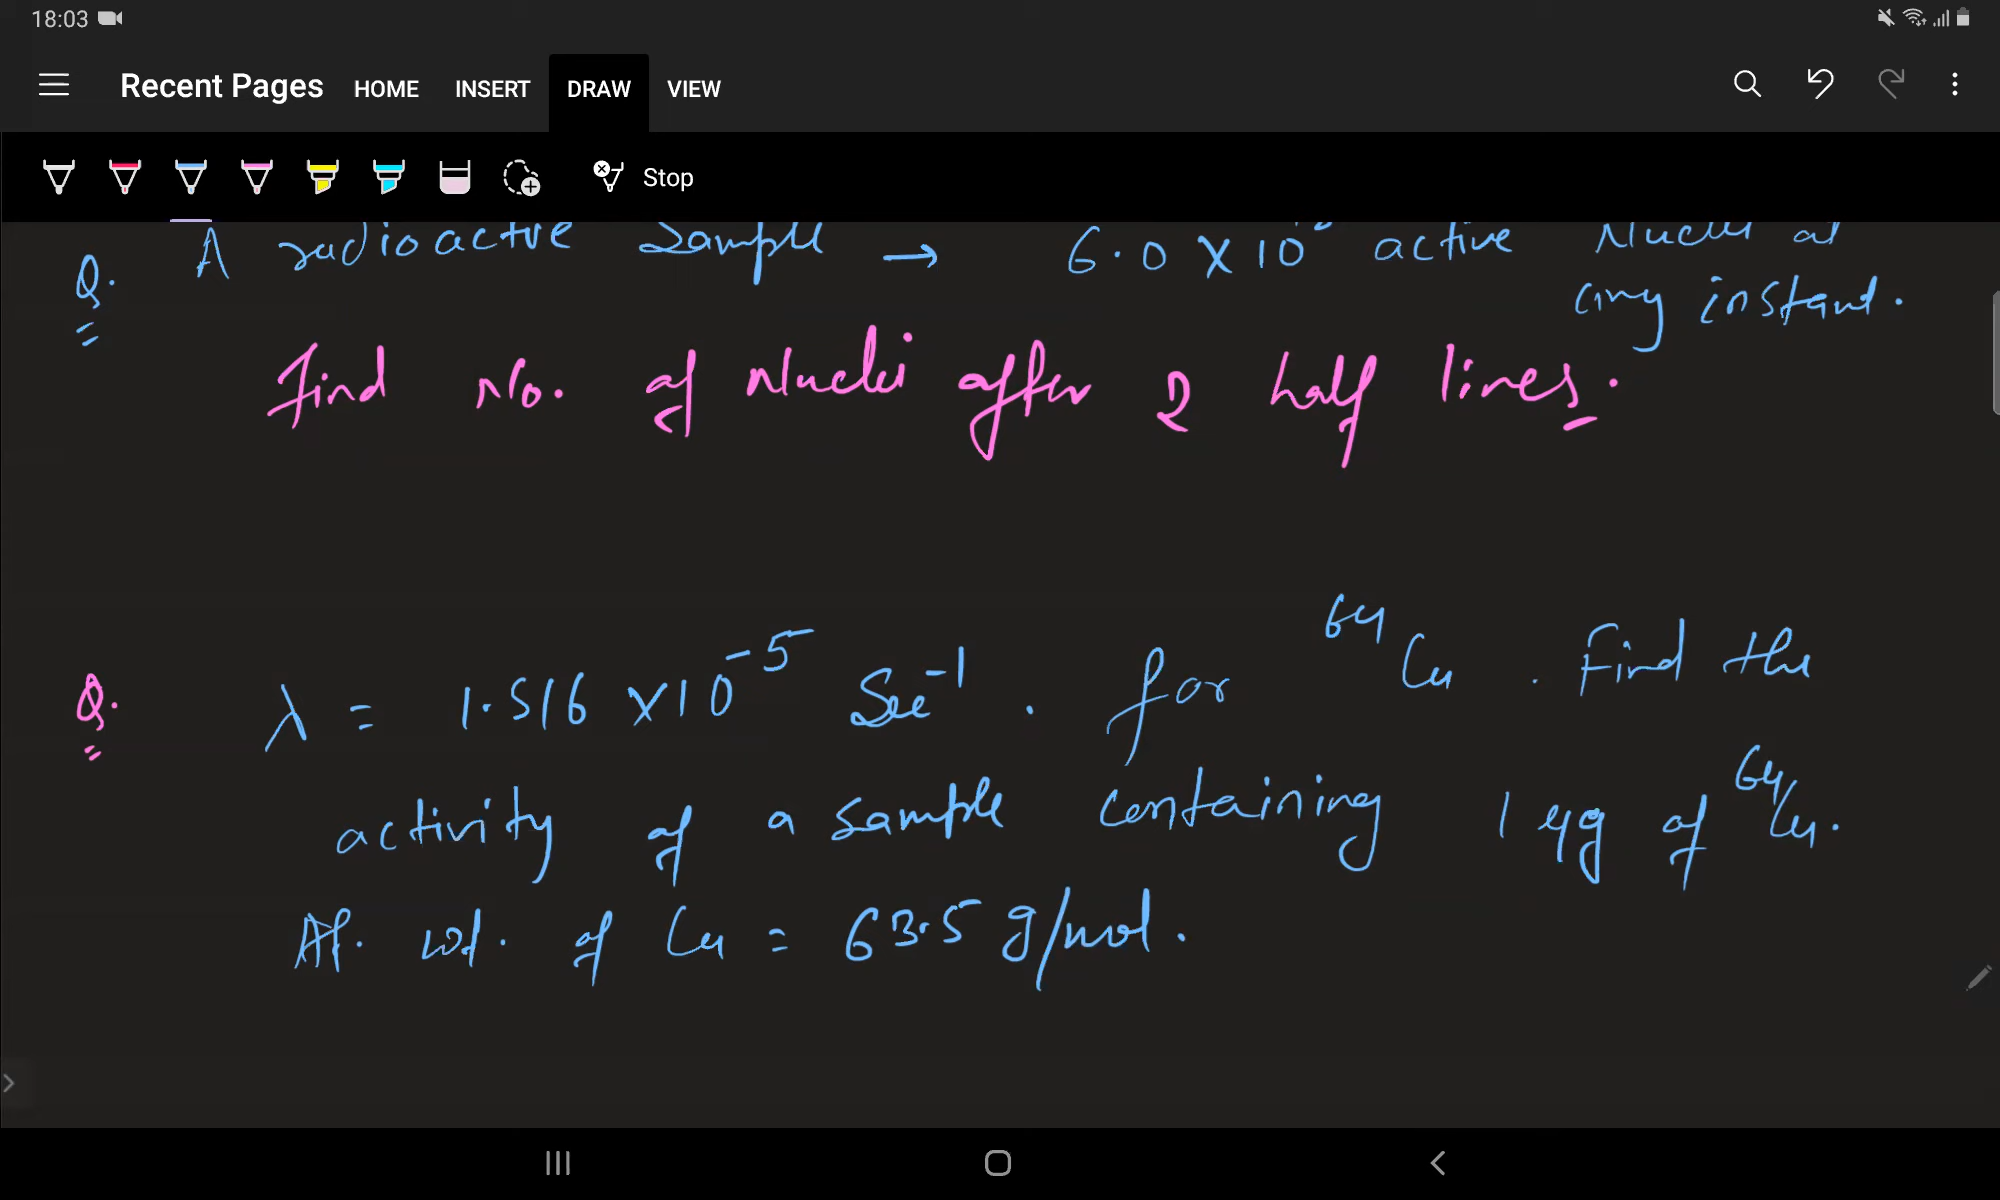 18:03
Recent Pages HOME INSERT DRAW VIEW
Stop
Q. A radioactive Sample → 6.0 X 10 active Nuclei at
any instant.
Find No. of Nuclei after 2 half lives.
Q. λ = 1.516 X10⁻⁵ Sec⁻¹. for ⁶⁴Cu. Find the
activity of a sample containing 1 μg of ⁶⁴Cu.
At. wt. of Cu = 63.5 g/mol.